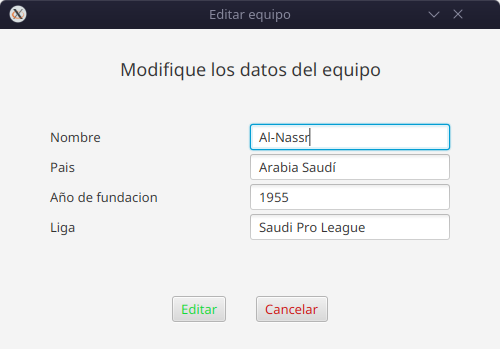 Editar equipo
Modifique los datos del equipo
Nombre Al-Nassr
Pais Arabia Saudí
Año de fundacion 1955
Liga Saudi Pro League
Editar Cancelar